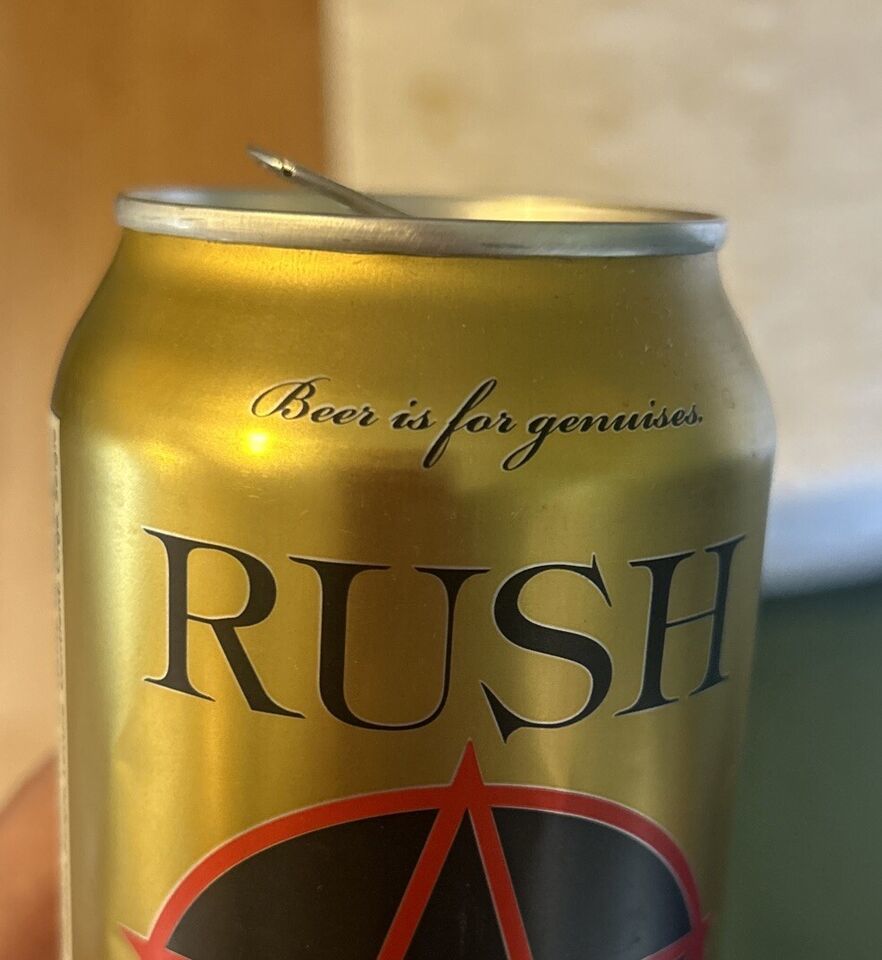 Beer is for genuises.
RUSH